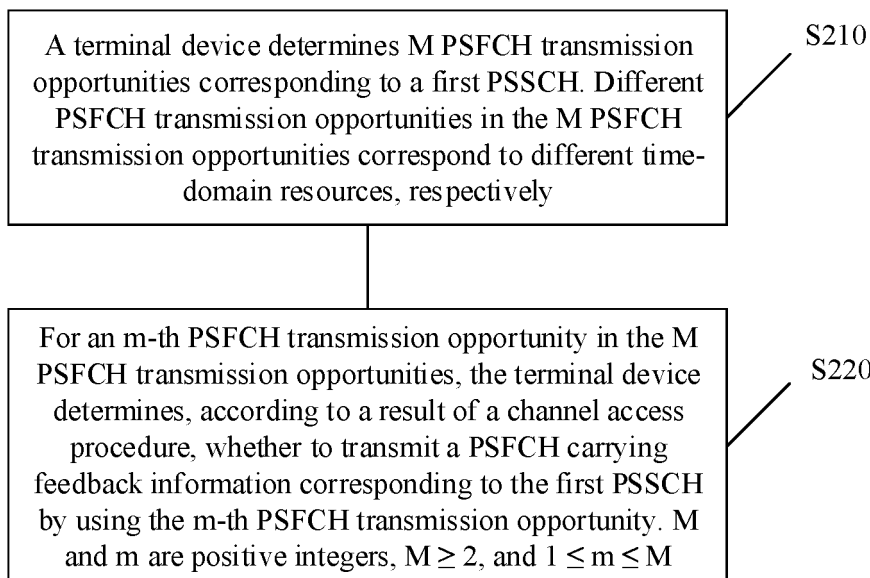 A terminal device determines M PSFCH transmission
opportunities corresponding to a first PSSCH. Different
PSFCH transmission opportunities in the M PSFCH
transmission opportunities correspond to different time-
domain resources, respectively
S210
For an m-th PSFCH transmission opportunity in the M
PSFCH transmission opportunities, the terminal device
determines, according to a result of a channel access
procedure, whether to transmit a PSFCH carrying
feedback information corresponding to the first PSSCH
by using the m-th PSFCH transmission opportunity. M
and m are positive integers, M ≥ 2, and 1 ≤ m ≤ M
S220